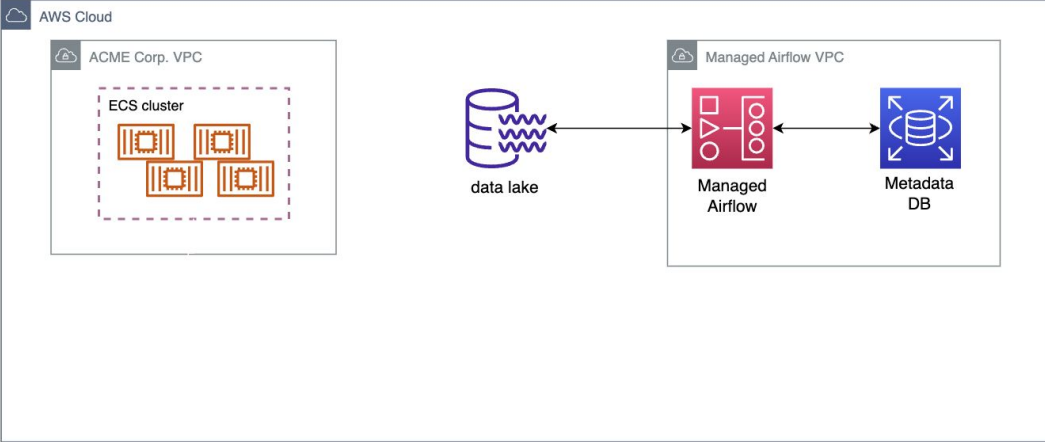 AWS Cloud
ACME Corp. VPC
ECS cluster
data lake
Managed Airflow VPC
Managed
Airflow
Metadata
DB